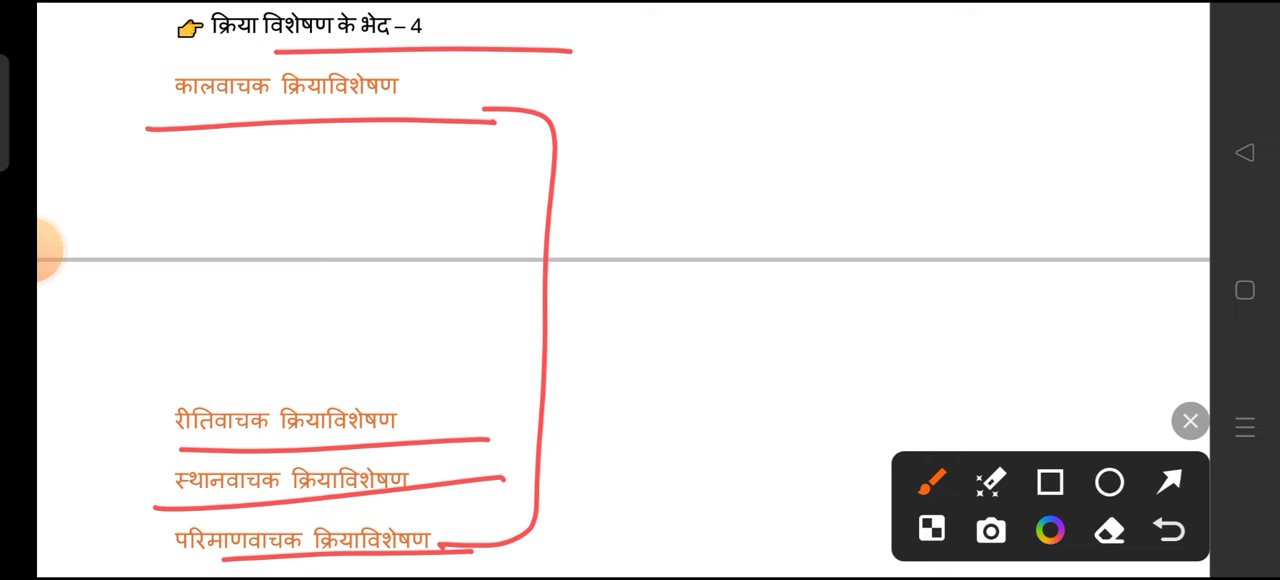 👉 क्रिया विशेषण के भेद – 4
कालवाचक क्रियाविशेषण
रीतिवाचक क्रियाविशेषण
स्थानवाचक क्रियाविशेषण
परिमाणवाचक क्रियाविशेषण